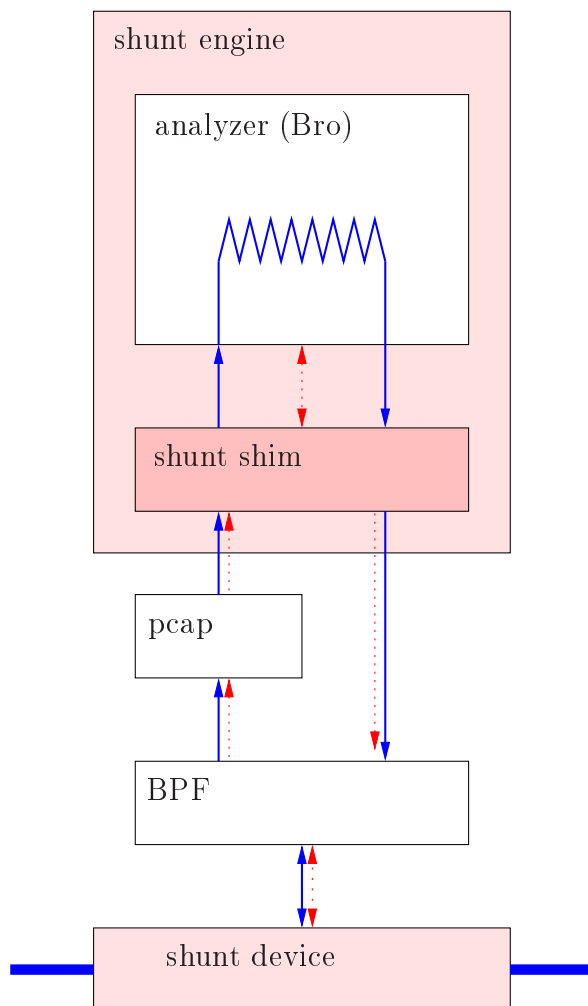 shunt engine
analyzer (Bro)
shunt shim
pcap
BPF
shunt device